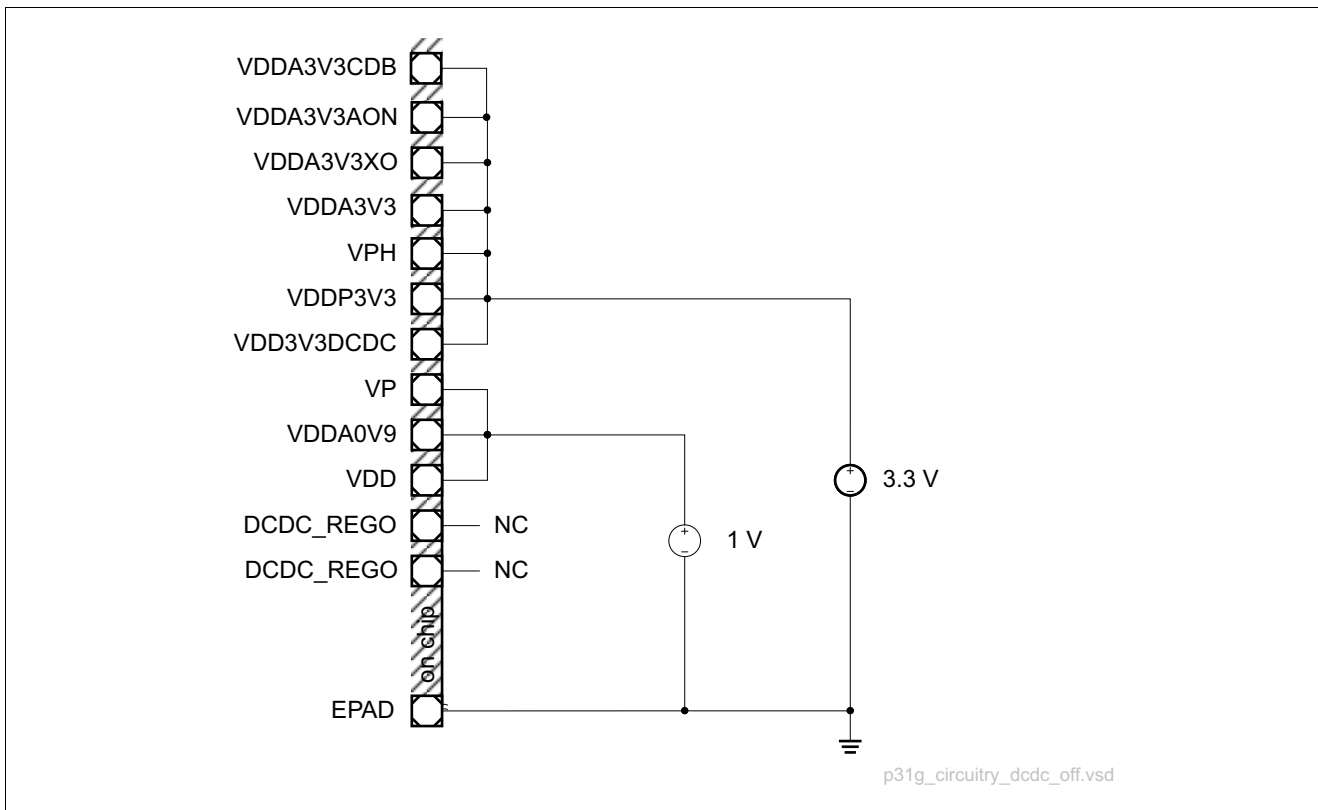 VDDA3V3CDB
VDDA3V3AON
VDDA3V3XO
VDDA3V3
VPH
VDDP3V3
VDD3V3DCDC
VP
VDDA0V9
VDD
DCDC_REGO NC
DCDC_REGO NC
+
−
3.3 V
+
−
1 V
on chip
EPAD
p31g_circuitry_dcdc_off.vsd